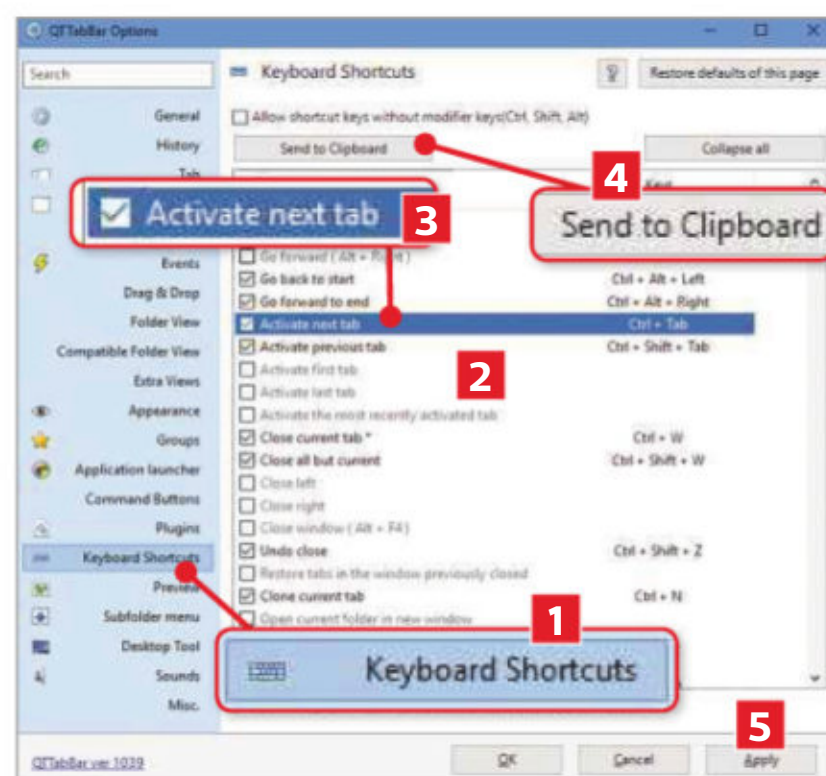 QTTabBar Options
Search
Keyboard Shortcuts
Restore defaults of this page
General
Allow shortcut keys without modifier keys(Ctrl, Shift, Alt)
History
Send to Clipboard
Collapse all
4
Activate next tab
3
Send to Clipboard
Go forward ( Alt + Right )
Events
Go back to start Ctrl + Alt + Left
Drag & Drop
Go forward to end Ctrl + Alt + Right
Folder View
Activate next tab Ctrl + Tab
Compatible Folder View
Activate previous tab Ctrl + Shift + Tab
2
Activate first tab
Extra Views
Activate last tab
Appearance
Activate the most recently activated tab
Groups
Close current tab * Ctrl + W
Application launcher
Close all but current Ctrl + Shift + W
Close left
Command Buttons
Close right
Plugins
Close window ( Alt + F4 )
Keyboard Shortcuts
Undo close Ctrl + Shift + Z
Restore tabs in the window previously closed
Preview
Clone current tab Ctrl + N
Subfolder menu
Open current folder in new window
1
Desktop Tool
Keyboard Shortcuts
Sounds
Misc.
5
QTTabBar ver 1039
OK
Cancel
Apply